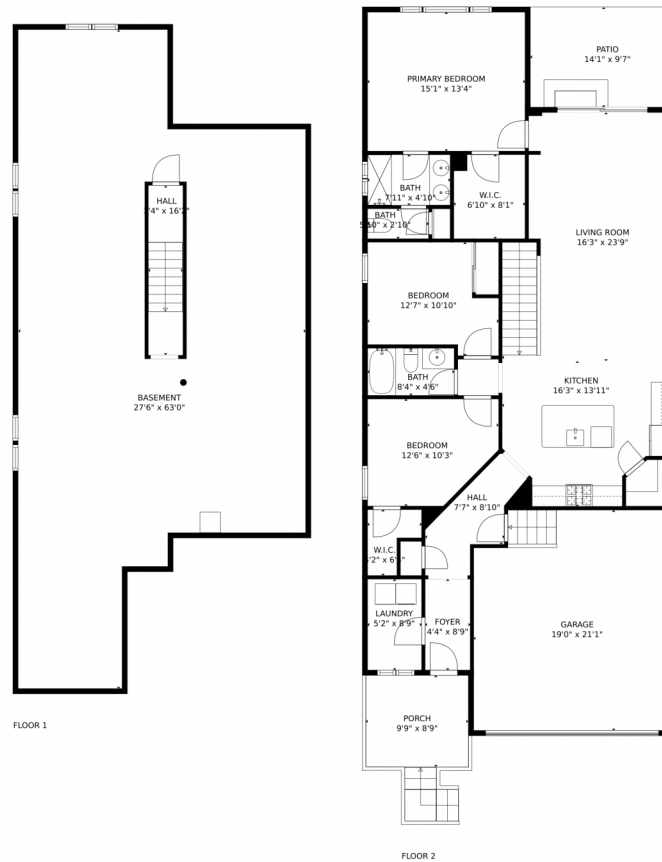 HALL
BASEMENT
27'6" x 63'0"
FLOOR 1
PATIO
14'1" x 9'7"
PRIMARY BEDROOM
15'1" x 13'4"
BATH
7'11" x 4'10"
W.I.C.
6'10" x 8'1"
BATH
LIVING ROOM
16'3" x 23'9"
BEDROOM
12'7" x 10'10"
BATH
8'4" x 4'6"
KITCHEN
16'3" x 13'11"
BEDROOM
12'6" x 10'3"
HALL
7'7" x 8'10"
W.I.C.
LAUNDRY
5'2" x 8'9"
FOYER
4'4" x 8'9"
GARAGE
19'0" x 21'1"
PORCH
9'9" x 8'9"
FLOOR 2